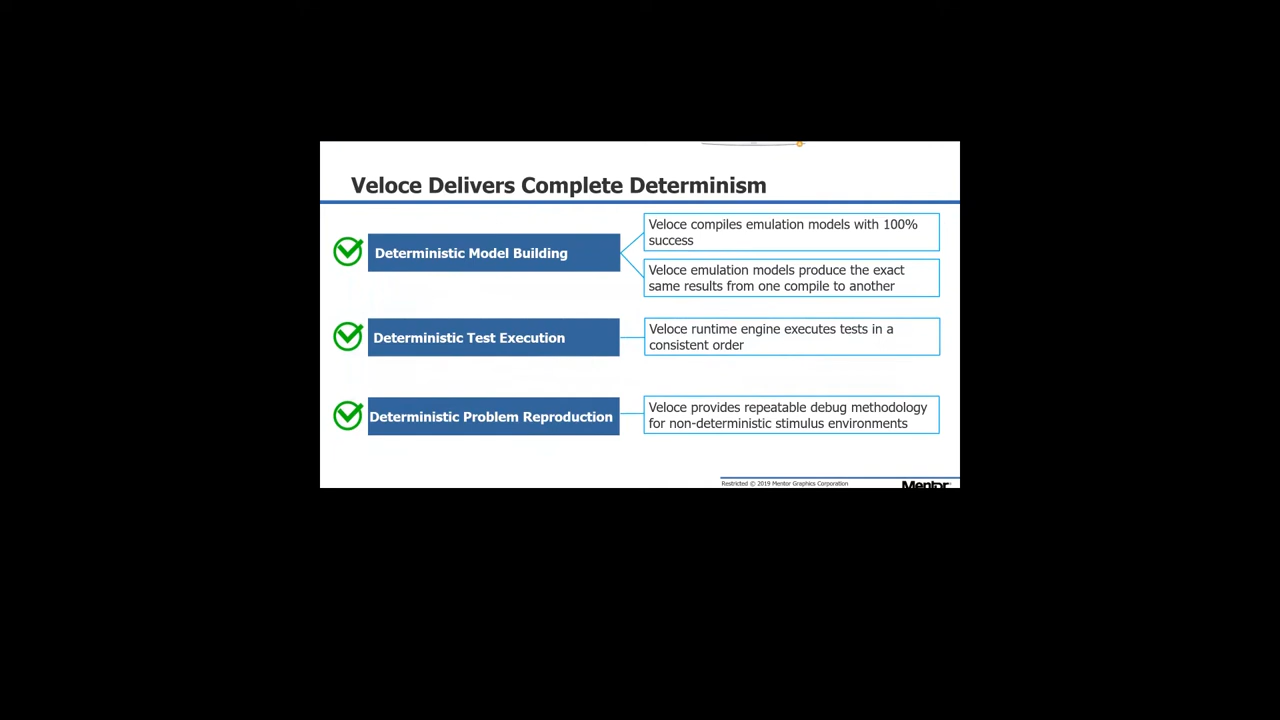 Veloce Delivers Complete Determinism
Deterministic Model Building
Veloce compiles emulation models with 100%
success
Veloce emulation models produce the exact
same results from one compile to another
Deterministic Test Execution
Veloce runtime engine executes tests in a
consistent order
Deterministic Problem Reproduction
Veloce provides repeatable debug methodology
for non-deterministic stimulus environments
Restricted © 2019 Mentor Graphics Corporation
Mentor